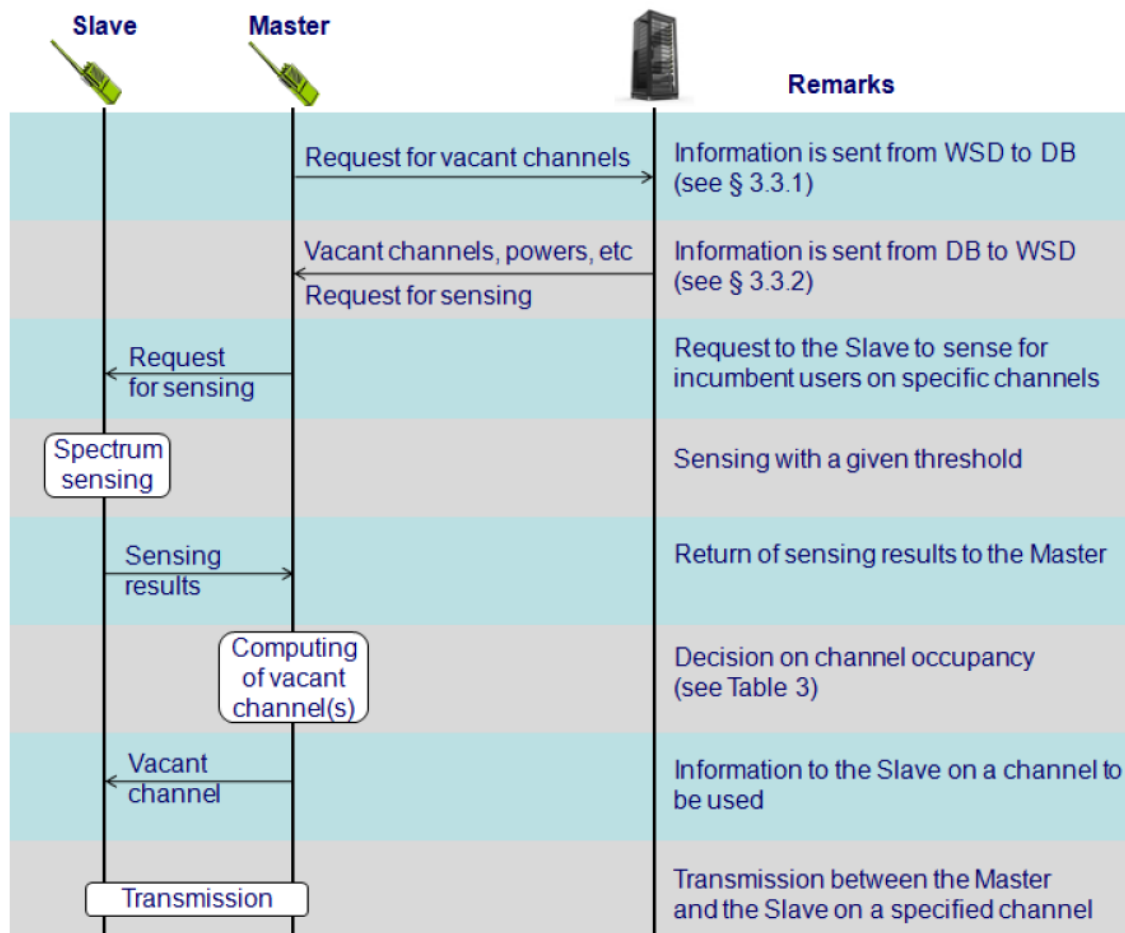 Slave
Master
Remarks
Request for vacant channels
Information is sent from WSD to DB
(see § 3.3.1)
Vacant channels, powers, etc
Request for sensing
Information is sent from DB to WSD
(see § 3.3.2)
Request
for sensing
Request to the Slave to sense for
incumbent users on specific channels
Spectrum
sensing
Sensing with a given threshold
Sensing
results
Return of sensing results to the Master
Computing
of vacant
channel(s)
Decision on channel occupancy
(see Table 3)
Vacant
channel
Information to the Slave on a channel to
be used
Transmission
Transmission between the Master
and the Slave on a specified channel